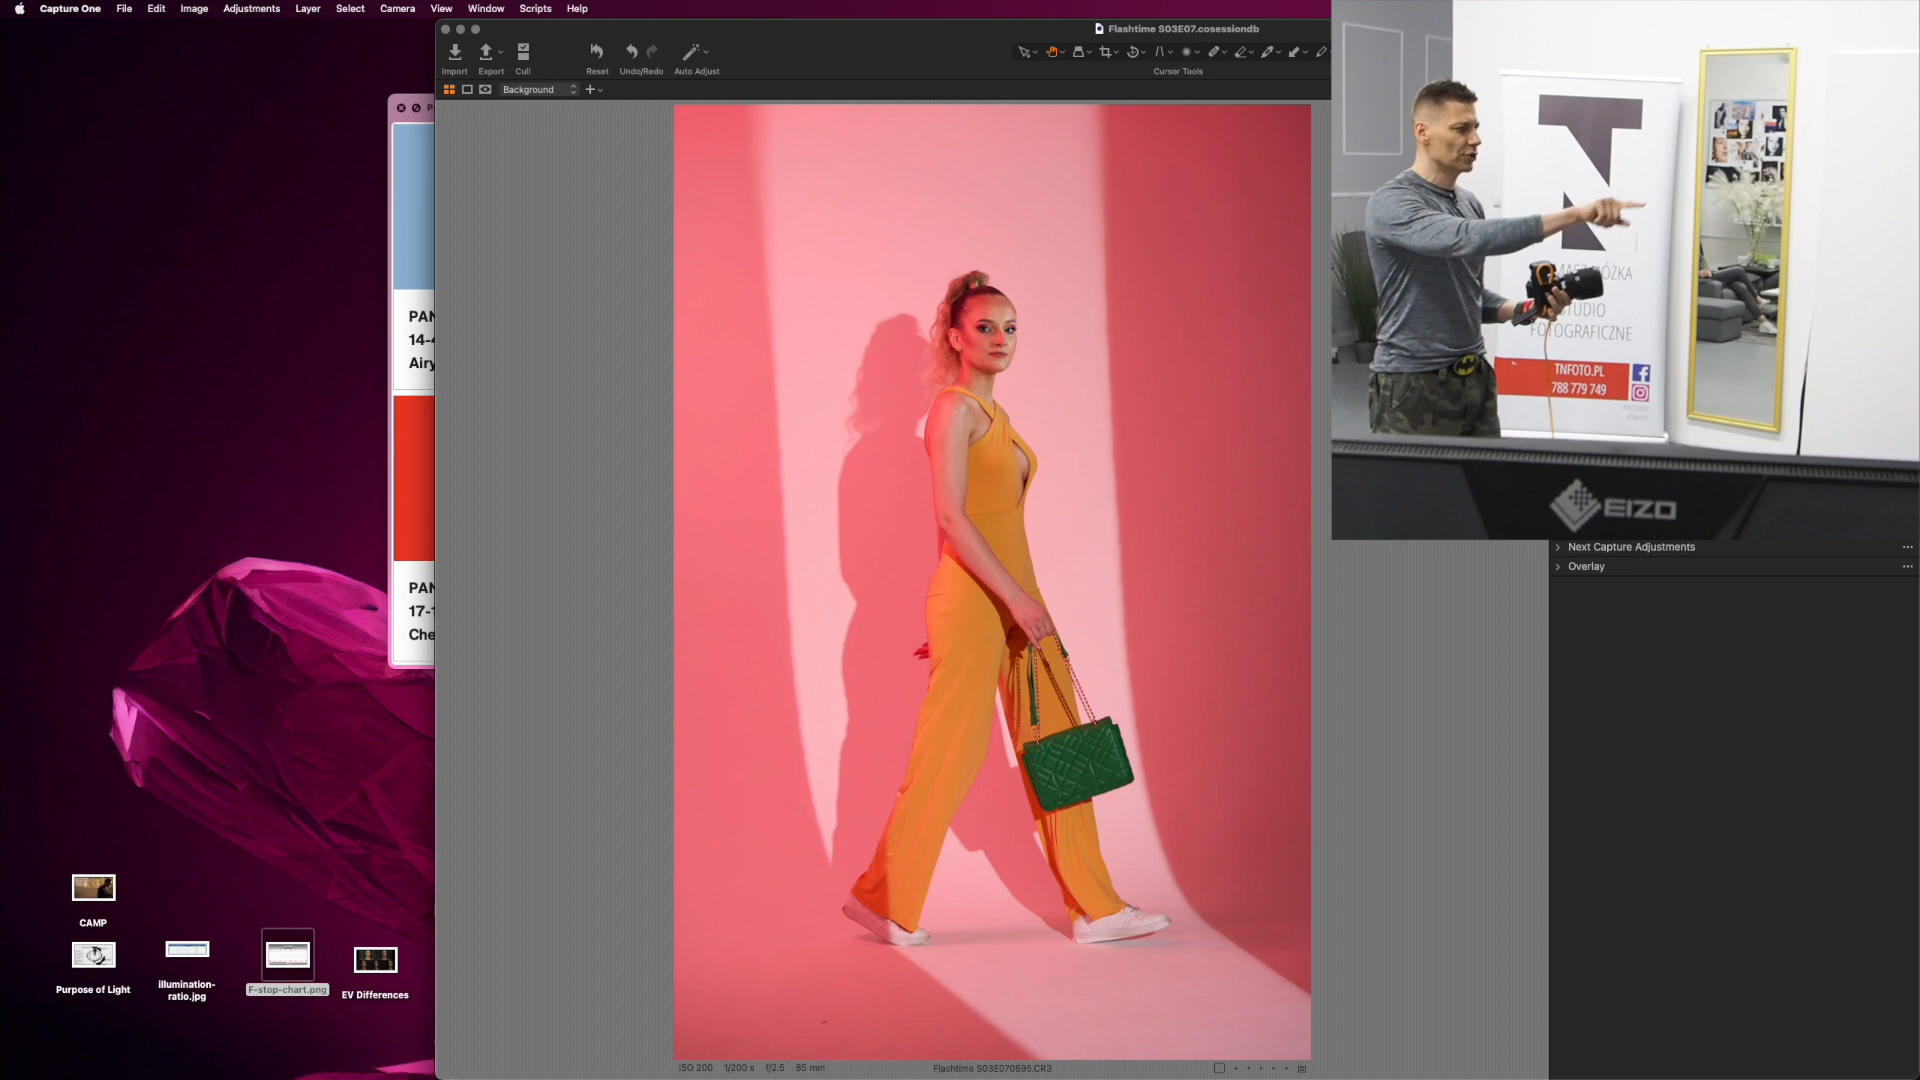 Capture One File Edit Image Adjustments Layer Select Camera View Window Scripts Help
Flashtime S03E07.cosessiondb
Import Export Cull Reset Undo/Redo Auto Adjust Cursor Tools
Background
PAN
14-4
Airy
PAN
17-1
Che
CAMP
Purpose of Light
illumination-
ratio.jpg
F-stop-chart.png
EV Differences
ISO 200 1/200 s f/2.5 85 mm
Flashtime S03E070595.CR3
TN
STUDIO
FOTOGRAFICZNE
TNFOTO.PL
788 779 749
EIZO
Next Capture Adjustments
Overlay